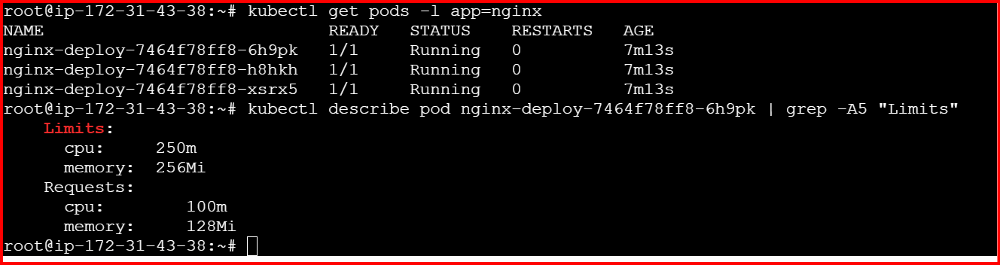 root@ip-172-31-43-38:~# kubectl get pods -l app=nginx
NAME                            READY   STATUS    RESTARTS   AGE
nginx-deploy-7464f78ff8-6h9pk   1/1     Running   0          7m13s
nginx-deploy-7464f78ff8-h8hkh   1/1     Running   0          7m13s
nginx-deploy-7464f78ff8-xsrx5   1/1     Running   0          7m13s
root@ip-172-31-43-38:~# kubectl describe pod nginx-deploy-7464f78ff8-6h9pk | grep -A5 "Limits"
    Limits:
      cpu:     250m
      memory:  256Mi
    Requests:
      cpu:        100m
      memory:     128Mi
root@ip-172-31-43-38:~#